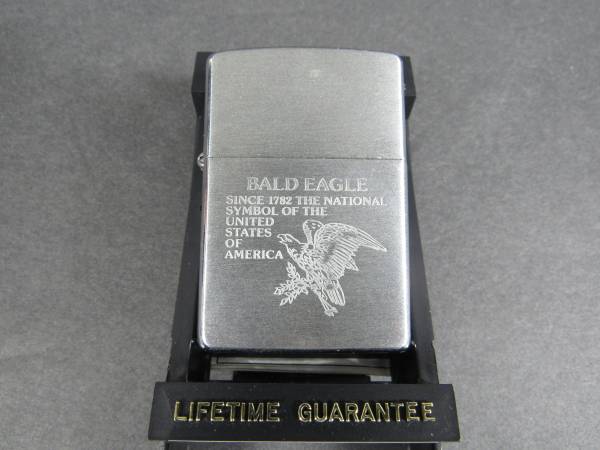 BALD EAGLE
SINCE 1782 THE NATIONAL
SYMBOL OF THE
UNITED
STATES
OF
AMERICA
LIFETIME GUARANTEE